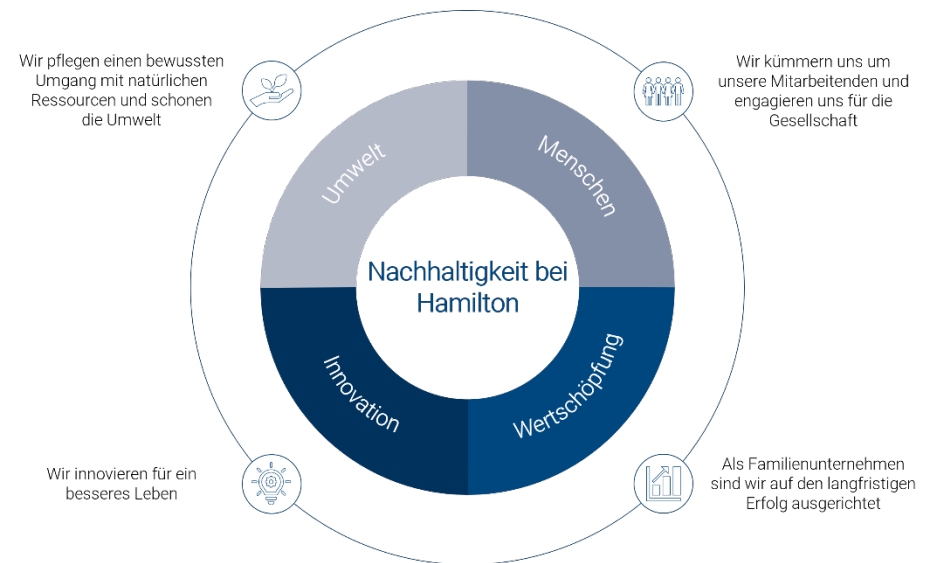 Wir pflegen einen bewussten
Umgang mit natürlichen
Ressourcen und schonen
die Umwelt
Wir kümmern uns um
unsere Mitarbeitenden und
engagieren uns für die
Gesellschaft
Umwelt
Menschen
Nachhaltigkeit bei
Hamilton
Innovation
Wertschöpfung
Wir innovieren für ein
besseres Leben
Als Familienunternehmen
sind wir auf den langfristigen
Erfolg ausgerichtet